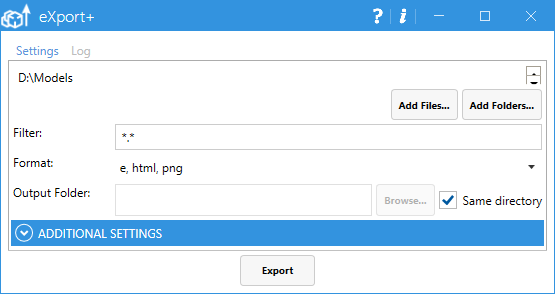 eXport+ ? i
Settings Log
D:\Models
Add Files... Add Folders...
Filter: *.*
Format: e, html, png
Output Folder: Browse... Same directory
ADDITIONAL SETTINGS
Export